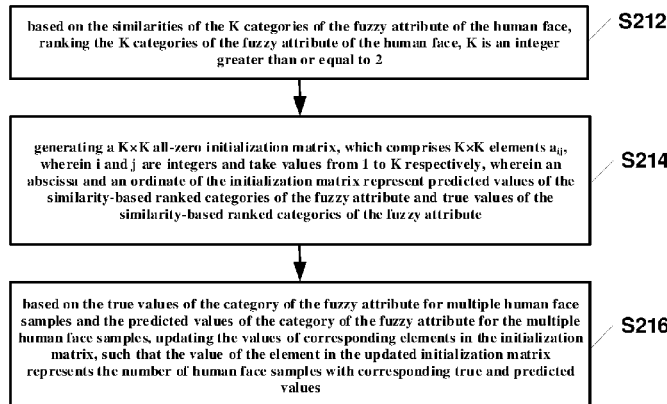 based on the similarities of the K categories of the fuzzy attribute of the human face,
ranking the K categories of the fuzzy attribute of the human face, K is an integer
greater than or equal to 2
S212
generating a K×K all-zero initialization matrix, which comprises K×K elements aij,
wherein i and j are integers and take values from 1 to K respectively, wherein an
abscissa and an ordinate of the initialization matrix represent predicted values of the
similarity-based ranked categories of the fuzzy attribute and true values of the
similarity-based ranked categories of the fuzzy attribute
S214
based on the true values of the category of the fuzzy attribute for multiple human face
samples and the predicted values of the category of the fuzzy attribute for the multiple
human face samples, updating the values of corresponding elements in the initialization
matrix, such that the value of the element in the updated initialization matrix
represents the number of human face samples with corresponding true and predicted
values
S216